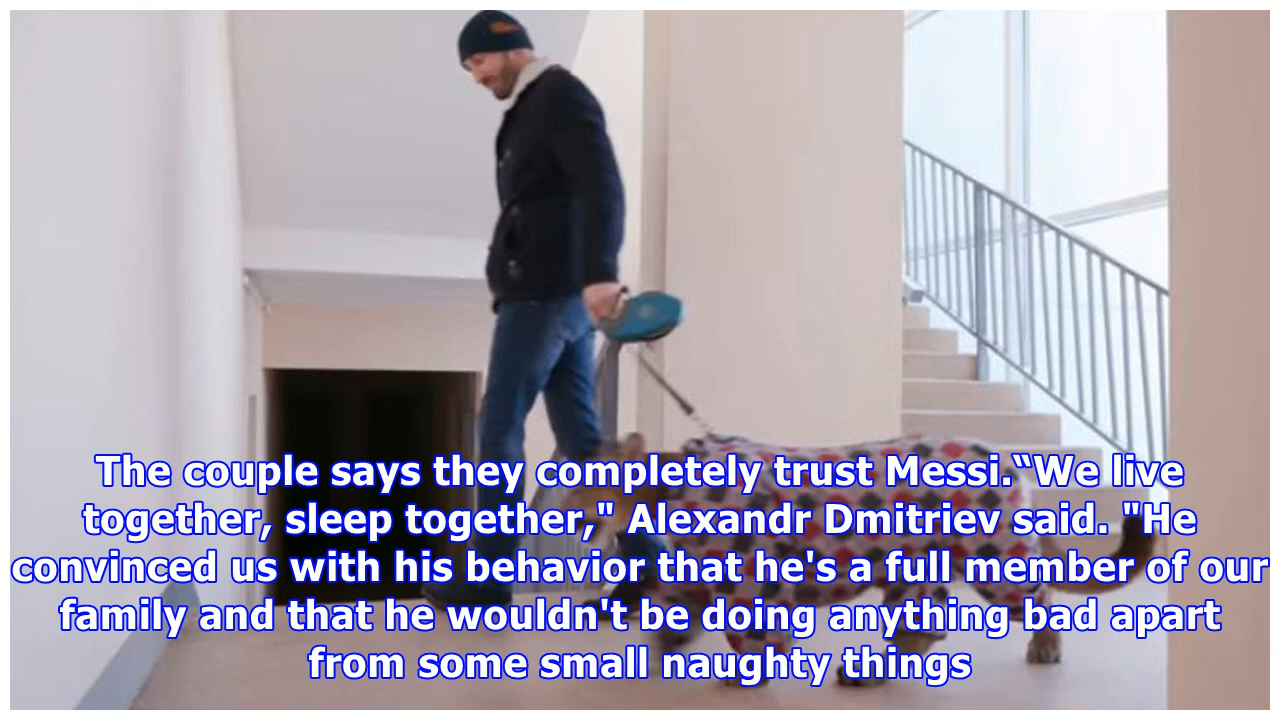 The couple says they completely trust Messi.“We live
together, sleep together," Alexandr Dmitriev said. "He
convinced us with his behavior that he's a full member of our
family and that he wouldn't be doing anything bad apart
from some small naughty things